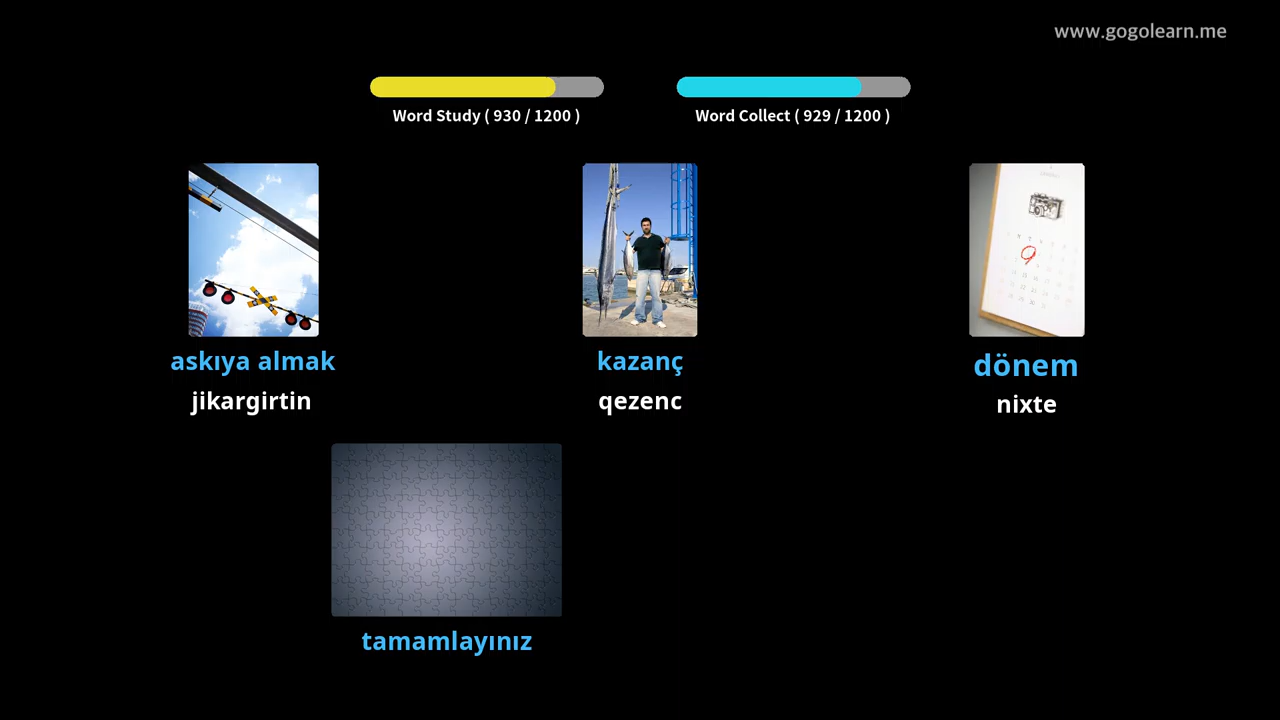 www.gogolearn.me
Word Study ( 930 / 1200 )
Word Collect ( 929 / 1200 )
askıya almak
kazanç
dönem
jikargirtin
qezenc
nixte
tamamlayınız